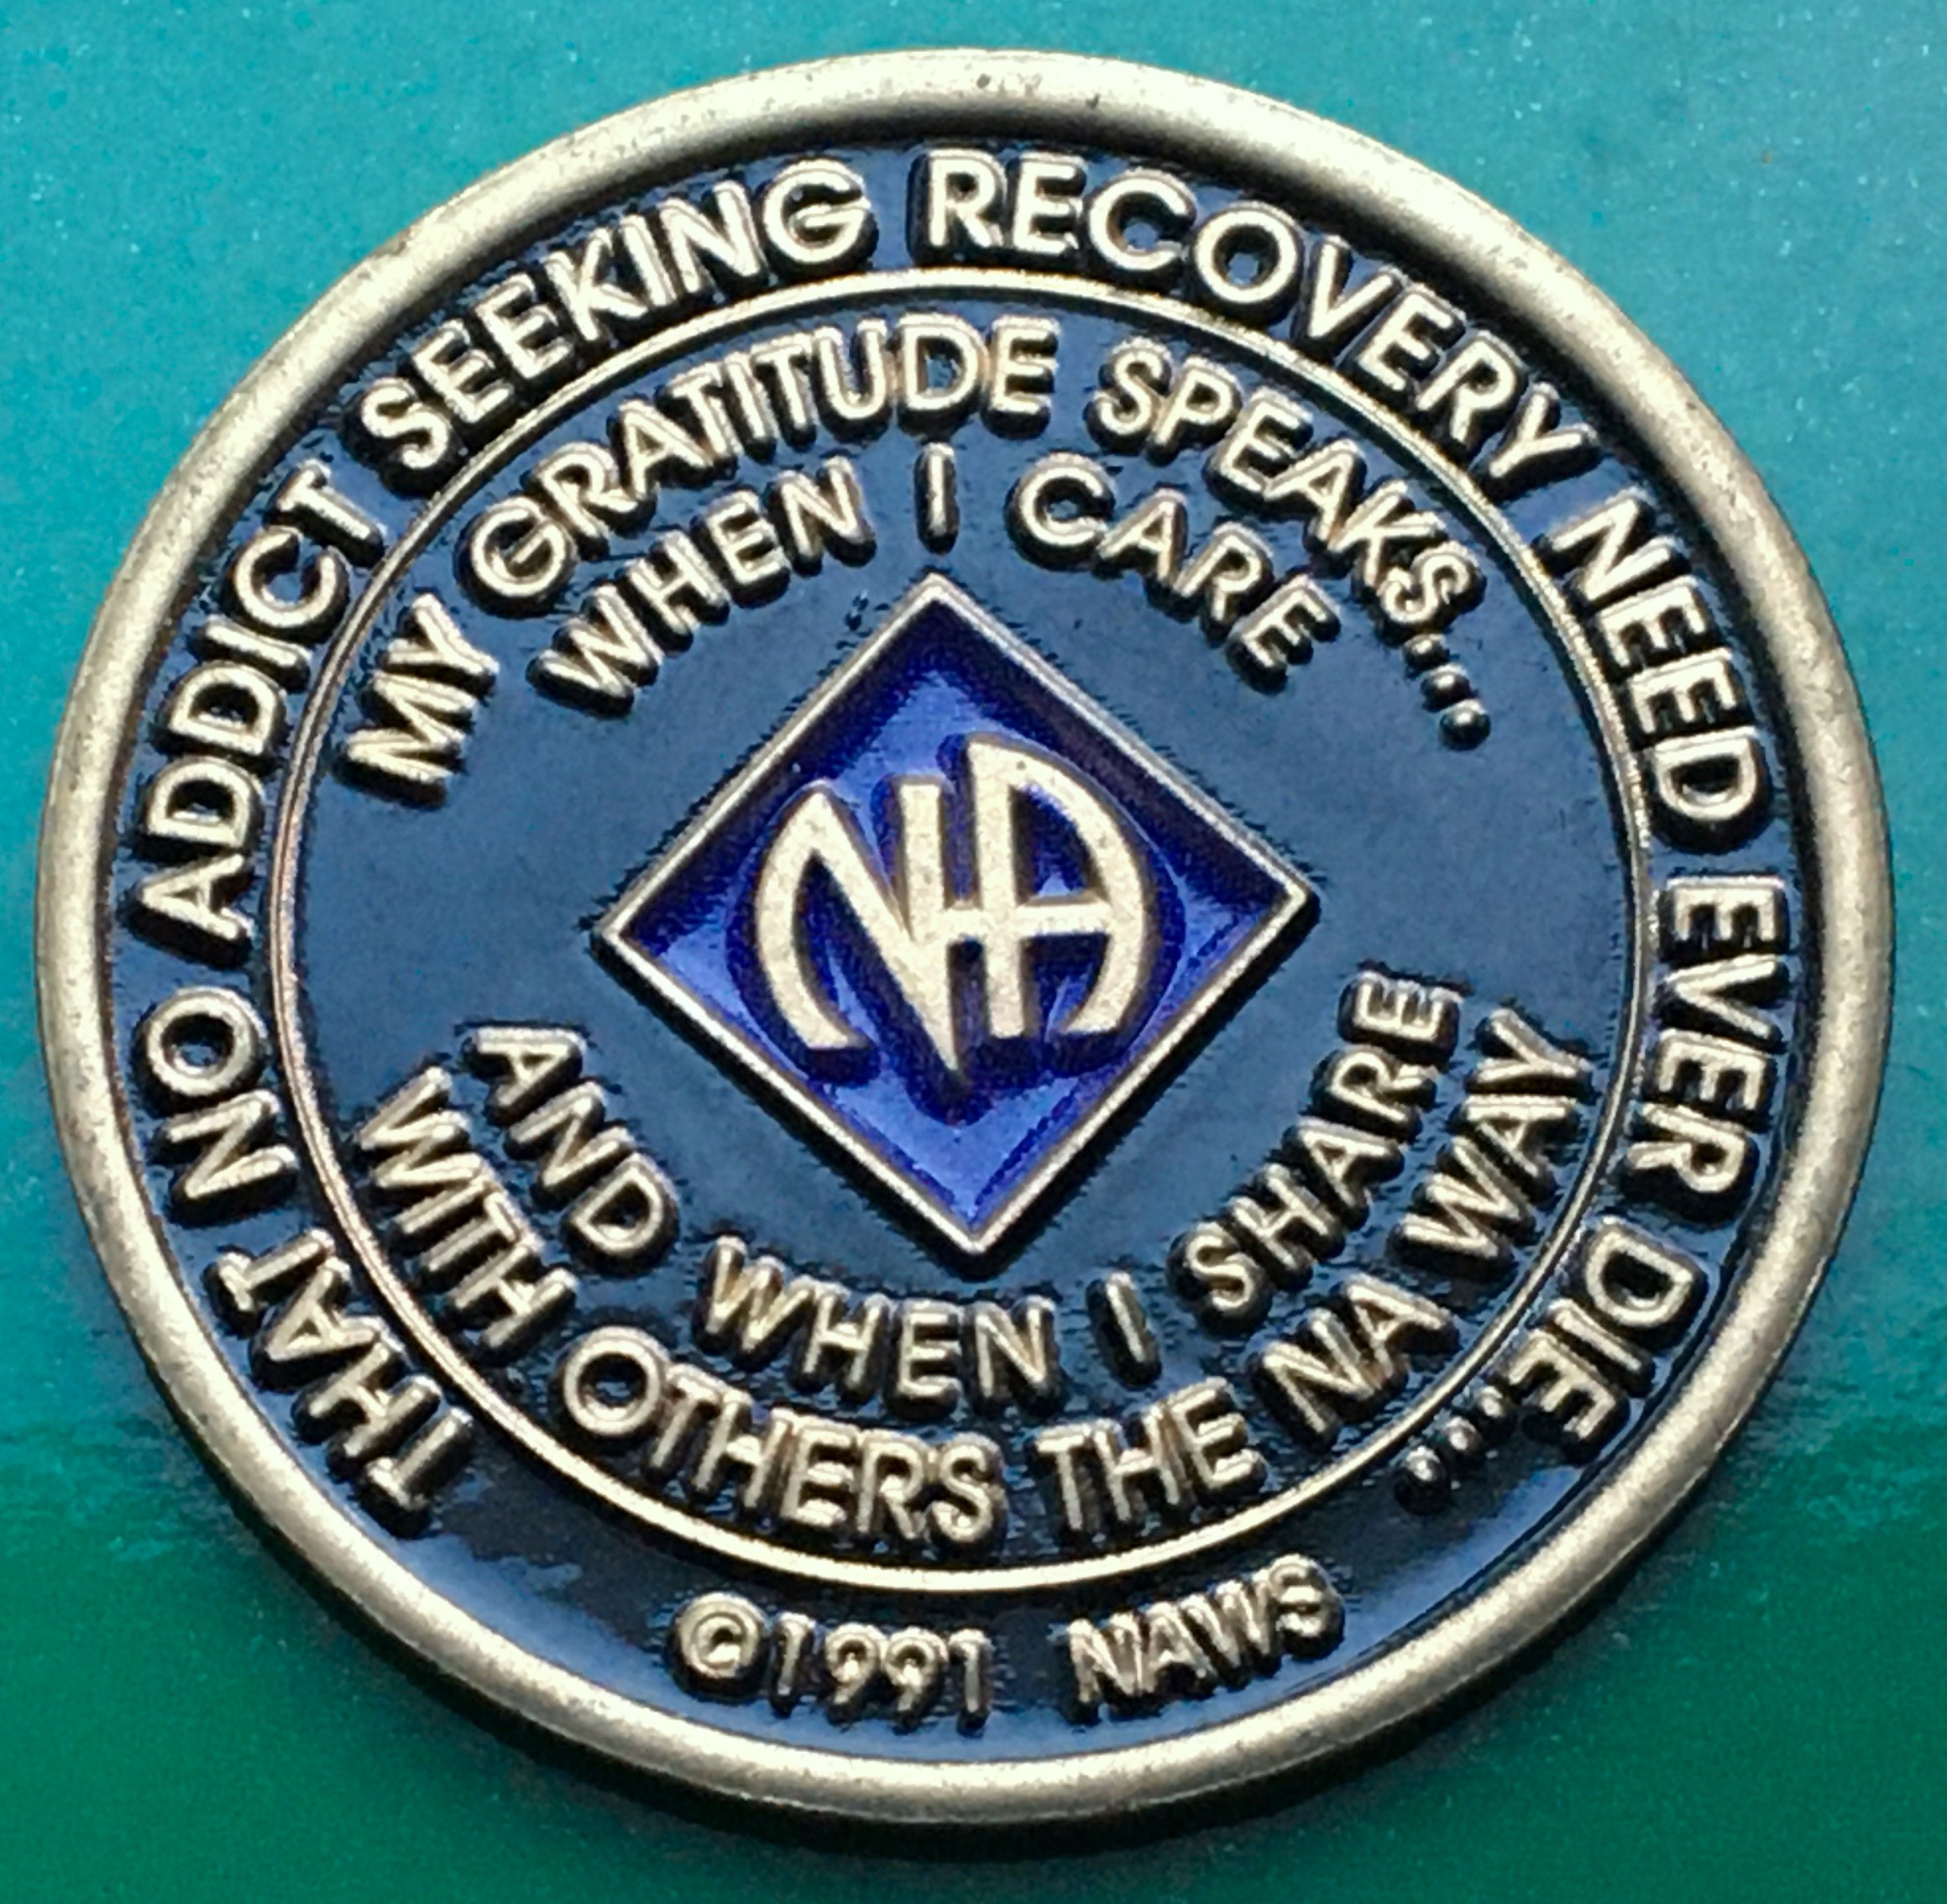 THAT NO ADDICT SEEKING RECOVERY NEED EVER DIE....
MY GRATITUDE SPEAKS....
WHEN I CARE
NA
AND WHEN I SHARE
WITH OTHERS THE NA WAY
©1991 NAWS